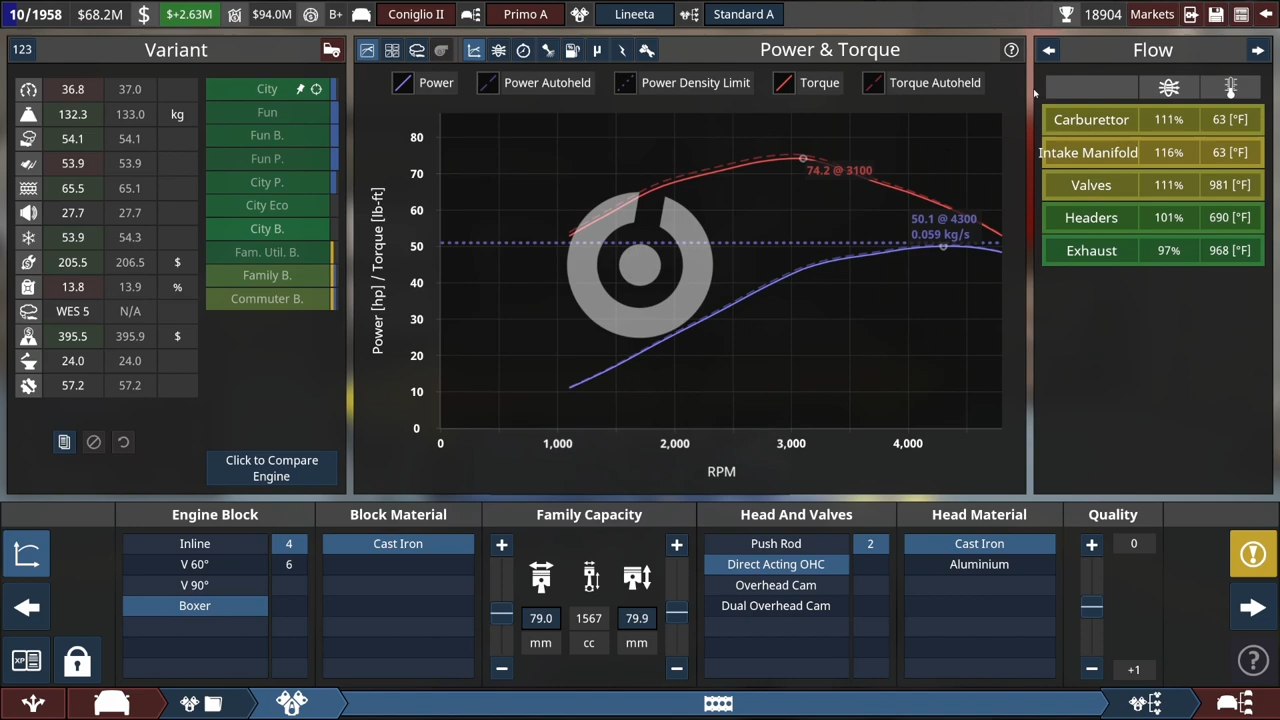 10/1958 $68.2M $+2.63M $94.0M B+ Coniglio II Primo A Lineeta Standard A 18904 Markets
123 Variant
36.8 37.0
132.3 133.0 kg
54.1 54.1
53.9 53.9
65.5 65.1
27.7 27.7
53.9 54.3
205.5 206.5 $
13.8 13.9 %
WES 5 N/A
395.5 395.9 $
24.0 24.0
57.2 57.2
City
Fun
Fun B.
Fun P.
City P.
City Eco
City B.
Fam. Util. B.
Family B.
Commuter B.
Click to Compare
Engine
µ Power & Torque
Power Power Autoheld Power Density Limit Torque Torque Autoheld
Power [hp] / Torque [lb-ft]
80
70
60
50
40
30
20
10
0
74.2 @ 3100
50.1 @ 4300
0.059 kg/s
0 1,000 2,000 3,000 4,000
RPM
Flow
Carburettor 111% 63 [°F]
Intake Manifold 116% 63 [°F]
Valves 111% 981 [°F]
Headers 101% 690 [°F]
Exhaust 97% 968 [°F]
Engine Block
Inline 4
V 60° 6
V 90°
Boxer
Block Material
Cast Iron
Family Capacity
79.0 1567 79.9
mm cc mm
Head And Valves
Push Rod 2
Direct Acting OHC
Overhead Cam
Dual Overhead Cam
Head Material
Cast Iron
Aluminium
Quality
0
+1
XP